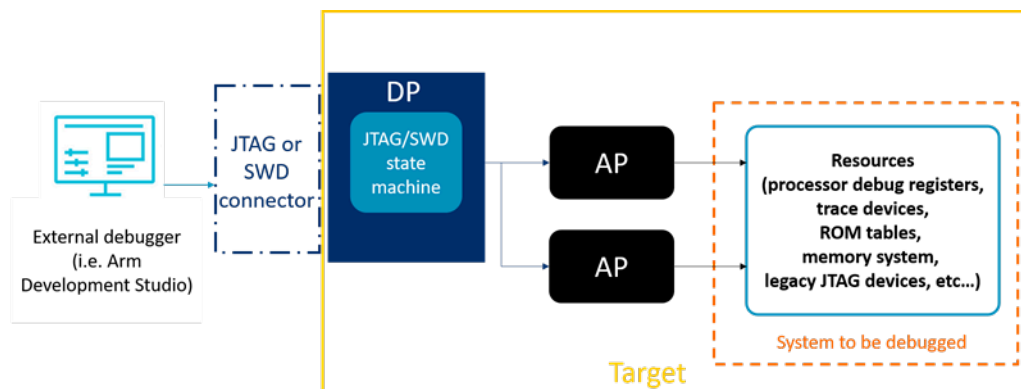 External debugger
(i.e. Arm
Development Studio)
JTAG or
SWD
connector
DP
JTAG/SWD
state
machine
AP
AP
Resources
(processor debug registers,
trace devices,
ROM tables,
memory system,
legacy JTAG devices, etc...)
System to be debugged
Target